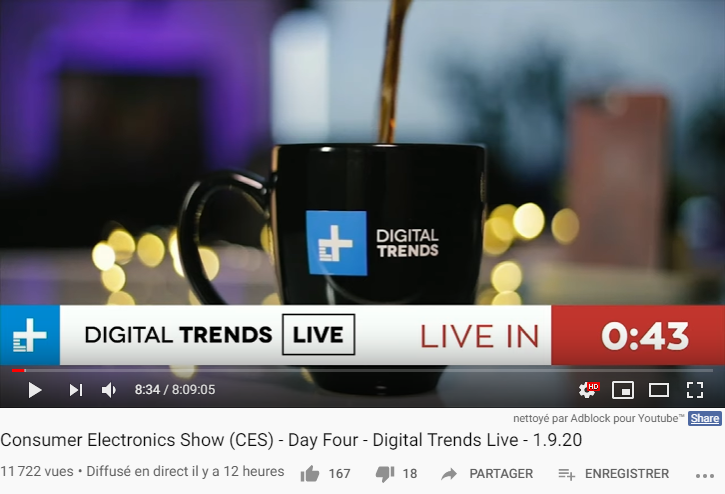 DIGITAL
TRENDS
DIGITAL TRENDS LIVE LIVE IN 0:43
8:34 / 8:09:05 HD
nettoyé par Adblock pour Youtube™ Share
Consumer Electronics Show (CES) - Day Four - Digital Trends Live - 1.9.20
11 722 vues • Diffusé en direct il y a 12 heures 167 18 PARTAGER ENREGISTRER